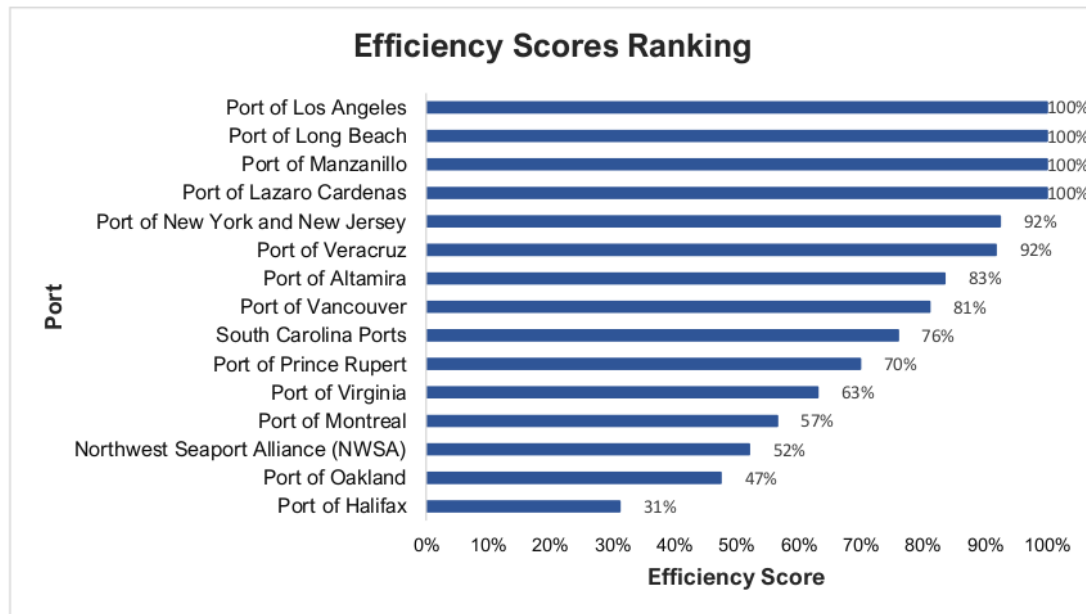 Efficiency Scores Ranking
Port
Port of Los Angeles 100%
Port of Long Beach 100%
Port of Manzanillo 100%
Port of Lazaro Cardenas 100%
Port of New York and New Jersey 92%
Port of Veracruz 92%
Port of Altamira 83%
Port of Vancouver 81%
South Carolina Ports 76%
Port of Prince Rupert 70%
Port of Virginia 63%
Port of Montreal 57%
Northwest Seaport Alliance (NWSA) 52%
Port of Oakland 47%
Port of Halifax 31%
0% 10% 20% 30% 40% 50% 60% 70% 80% 90% 100%
Efficiency Score